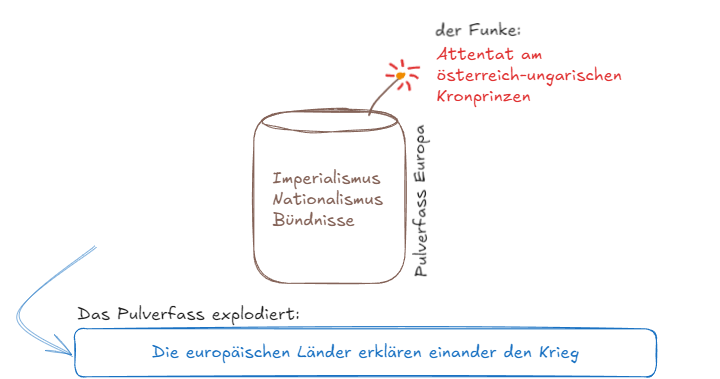 der Funke:
Attentat am
österreich-ungarischen
Kronprinzen
Imperialismus
Nationalismus
Bündnisse
Pulverfass Europa
Das Pulverfass explodiert:
Die europäischen Länder erklären einander den Krieg